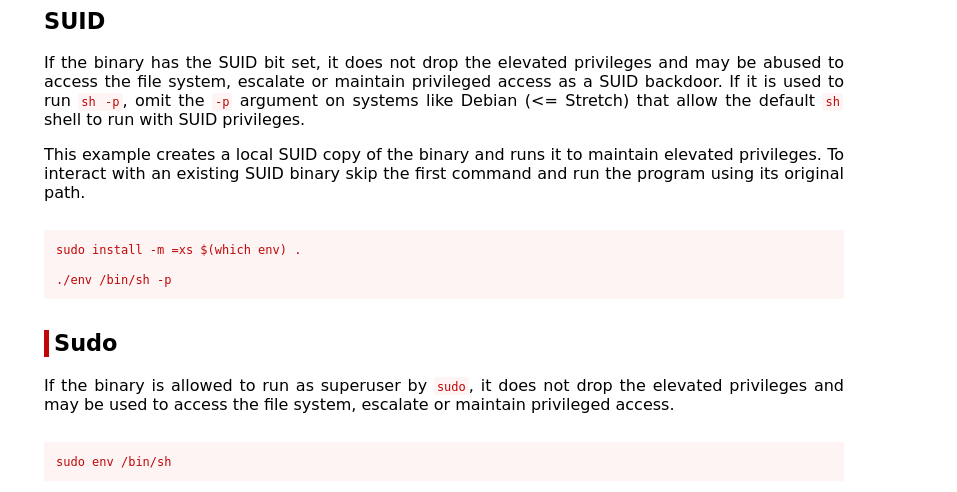 SUID
If the binary has the SUID bit set, it does not drop the elevated privileges and may be abused to
access the file system, escalate or maintain privileged access as a SUID backdoor. If it is used to
run sh -p, omit the -p argument on systems like Debian (<= Stretch) that allow the default sh
shell to run with SUID privileges.
This example creates a local SUID copy of the binary and runs it to maintain elevated privileges. To
interact with an existing SUID binary skip the first command and run the program using its original
path.
sudo install -m =xs $(which env) .
./env /bin/sh -p
Sudo
If the binary is allowed to run as superuser by sudo, it does not drop the elevated privileges and
may be used to access the file system, escalate or maintain privileged access.
sudo env /bin/sh